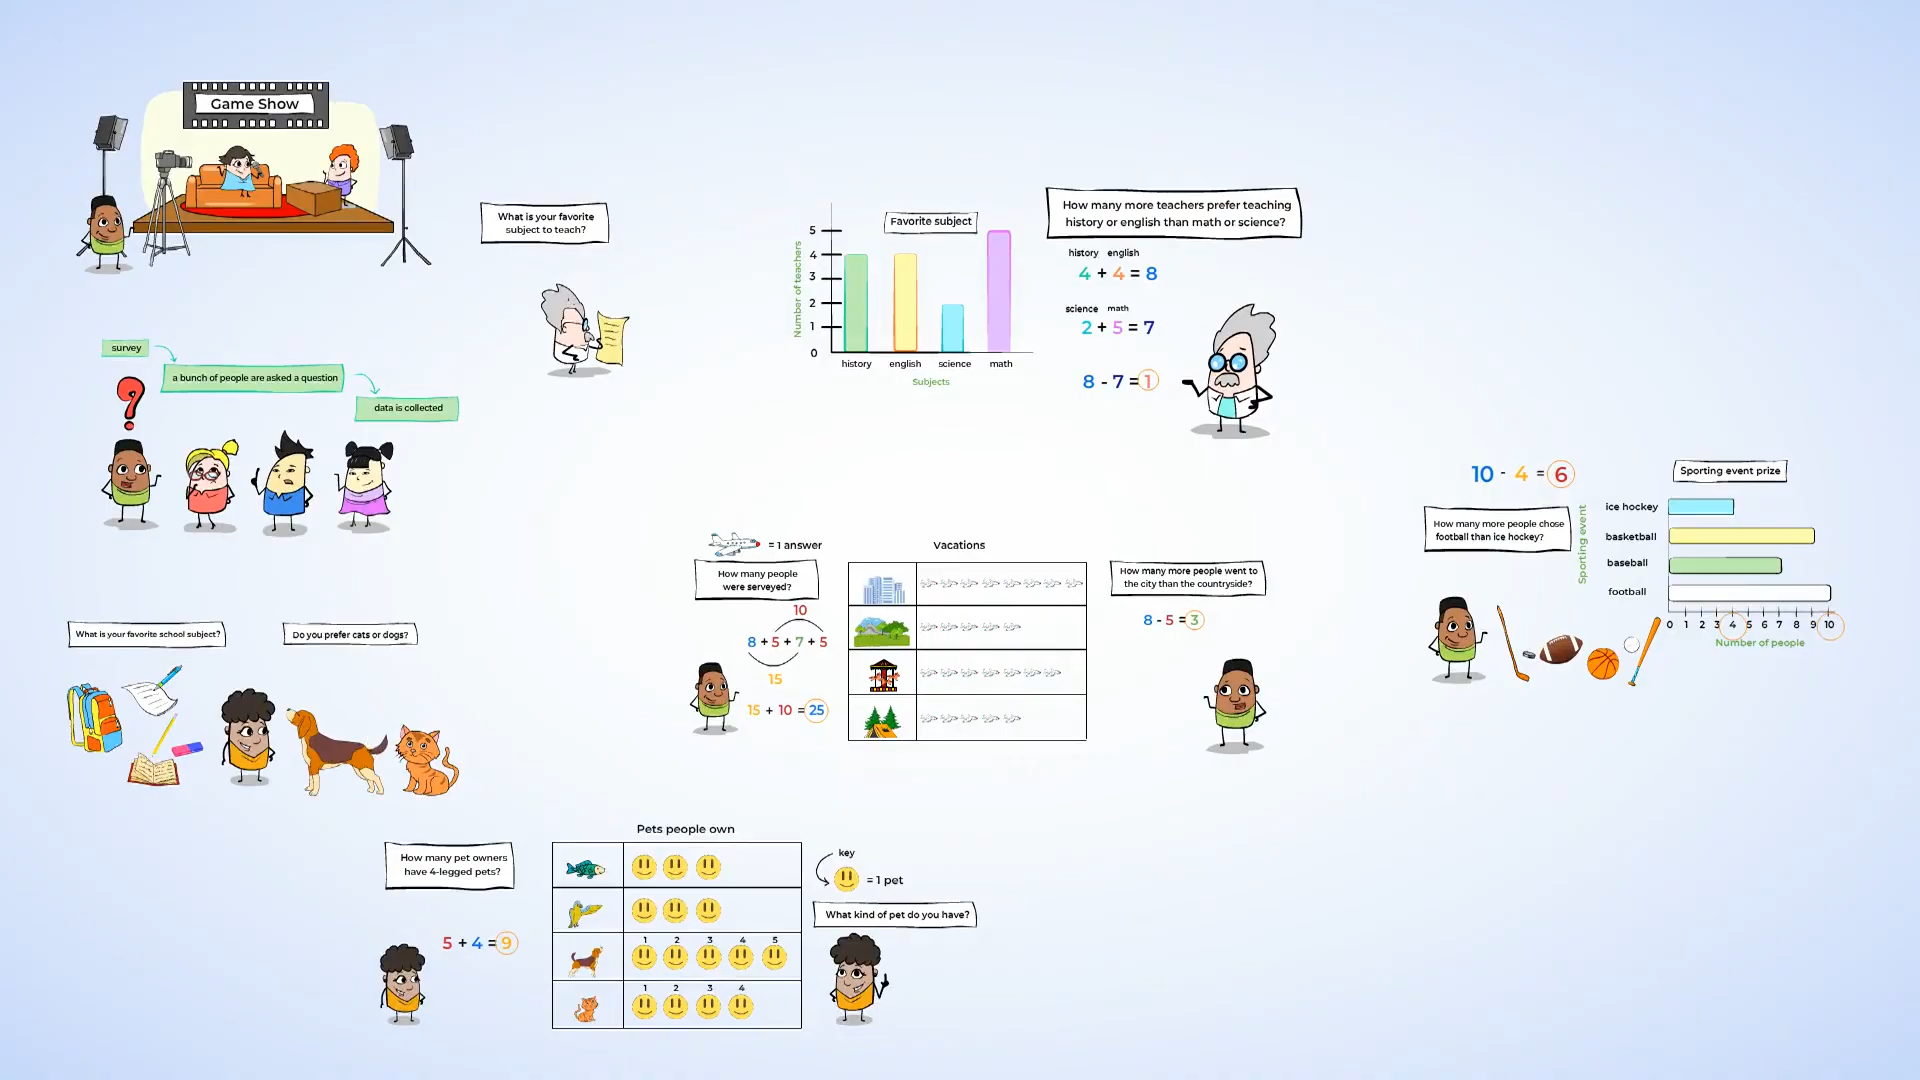 Game Show
survey
a bunch of people are asked a question
data is collected
What is your favorite school subject?
Do you prefer cats or dogs?
What is your favorite
subject to teach?
Favorite subject
Number of teachers
5
4
3
2
1
0
history english science math
Subjects
How many more teachers prefer teaching
history or english than math or science?
history english
4 + 4 = 8
science math
2 + 5 = 7
8 - 7 = 1
= 1 answer
How many people
were serveyed?
10
8 + 5 + 7 + 5
15
15 + 10 = 25
Vacations
How many more people went to
the city than the countryside?
8 - 5 = 3
10 - 4 = 6
How many more people chose
football than ice hockey?
Sporting event prize
Sporting event
ice hockey
basketball
baseball
football
0 1 2 3 4 5 6 7 8 9 10
Number of people
How many pet owners
have 4-legged pets?
5 + 4 = 9
Pets people own
1 2 3 4 5
1 2 3 4
key
= 1 pet
What kind of pet do you have?